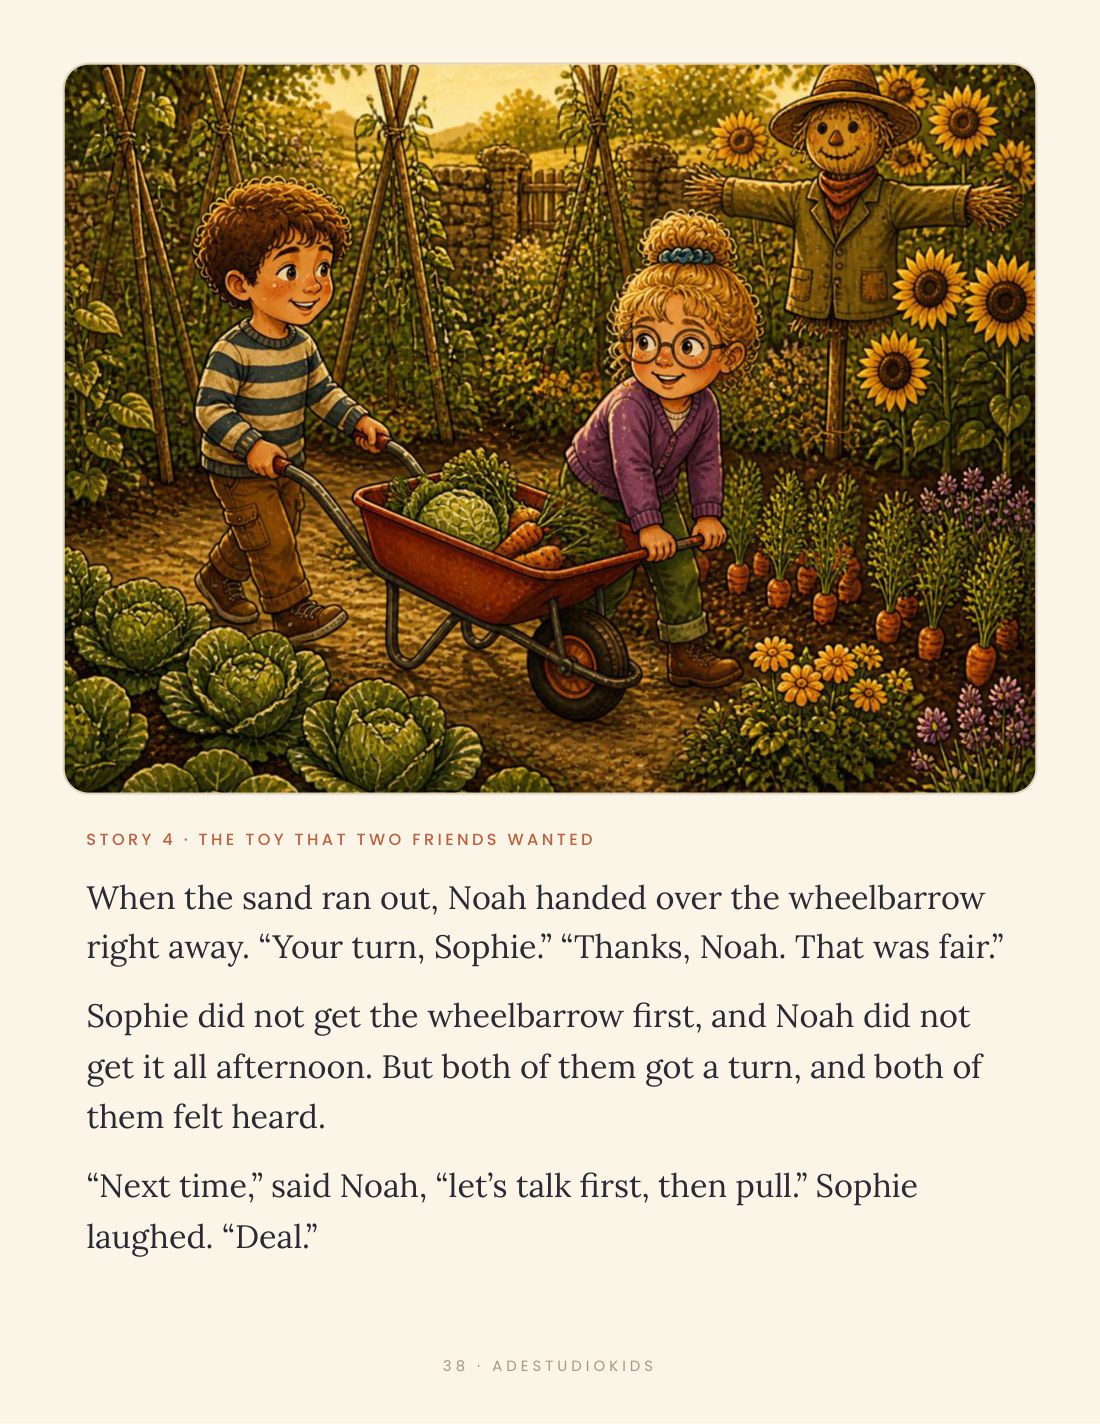 STORY 4 · THE TOY THAT TWO FRIENDS WANTED
When the sand ran out, Noah handed over the wheelbarrow
right away. “Your turn, Sophie.” “Thanks, Noah. That was fair.”
Sophie did not get the wheelbarrow first, and Noah did not
get it all afternoon. But both of them got a turn, and both of
them felt heard.
“Next time,” said Noah, “let’s talk first, then pull.” Sophie
laughed. “Deal.”
38 · ADESTUDIOKIDS